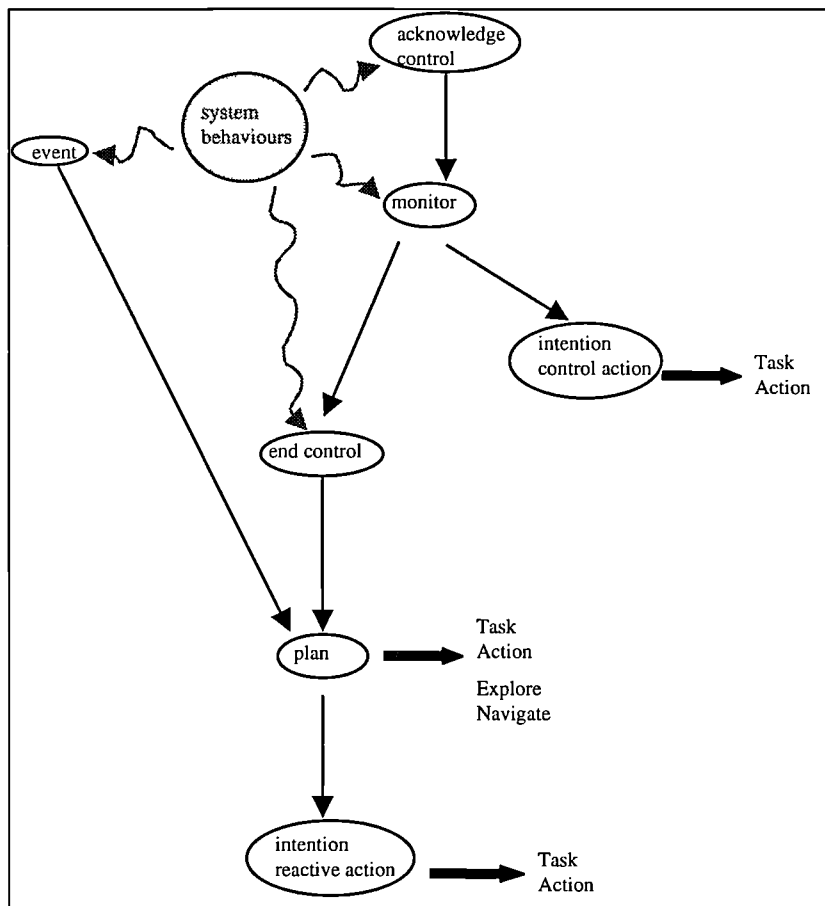 acknowledge
control
system
behaviours
event
monitor
intention
control action
Task
Action
end control
plan
Task
Action
Explore
Navigate
intention
reactive action
Task
Action